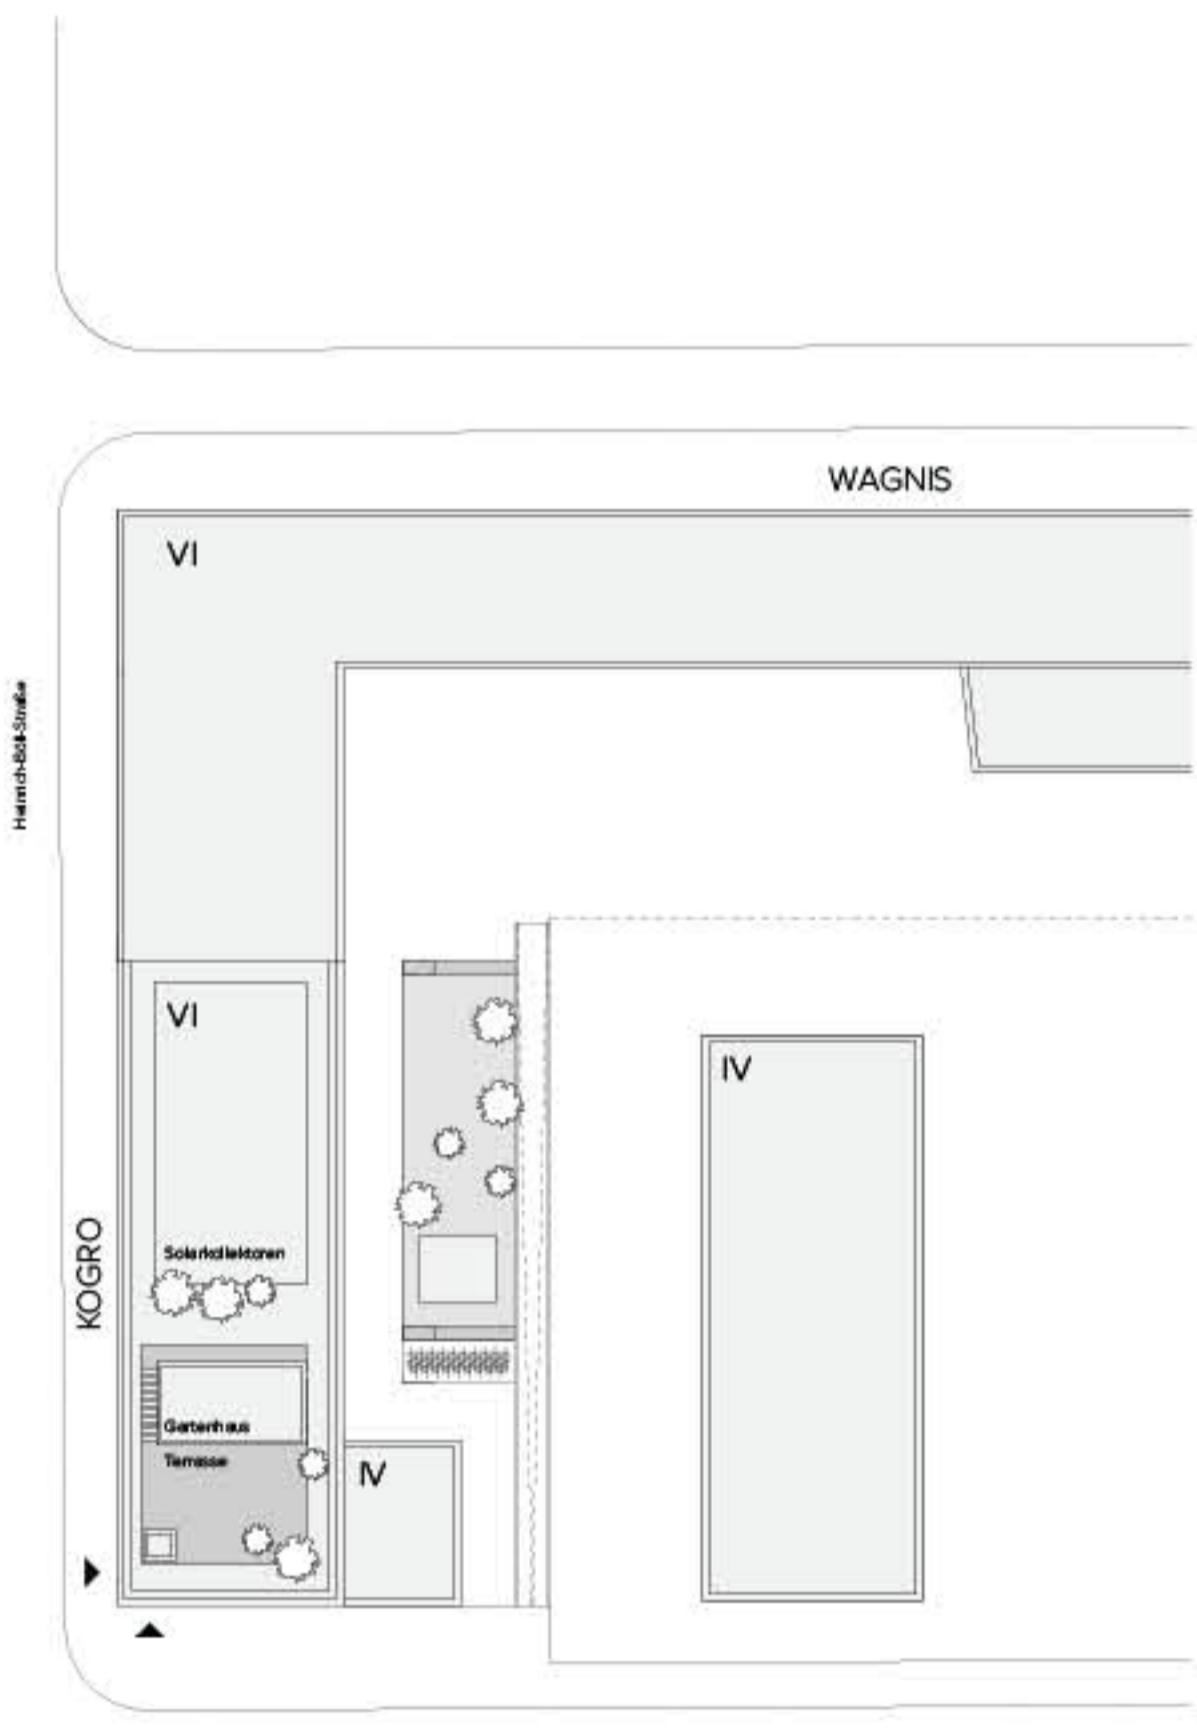 WAGNIS
VI
Heinrich-Böll-Straße
VI
IV
KOGRO
Solarkollektoren
Gartenhaus
Terrasse
IV